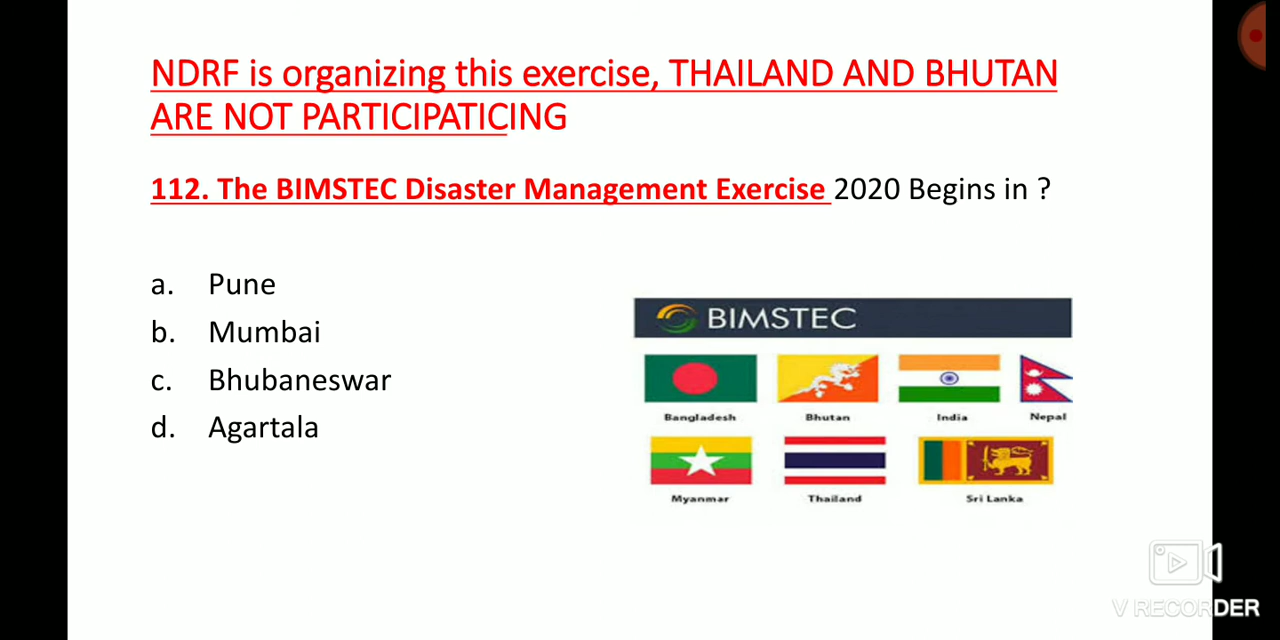 NDRF is organizing this exercise, THAILAND AND BHUTAN
ARE NOT PARTICIPATICING
112. The BIMSTEC Disaster Management Exercise 2020 Begins in ?
a. Pune
b. Mumbai
c. Bhubaneswar
d. Agartala
BIMSTEC
Bangladesh Bhutan India Nepal
Myanmar Thailand Sri Lanka
V RECORDER